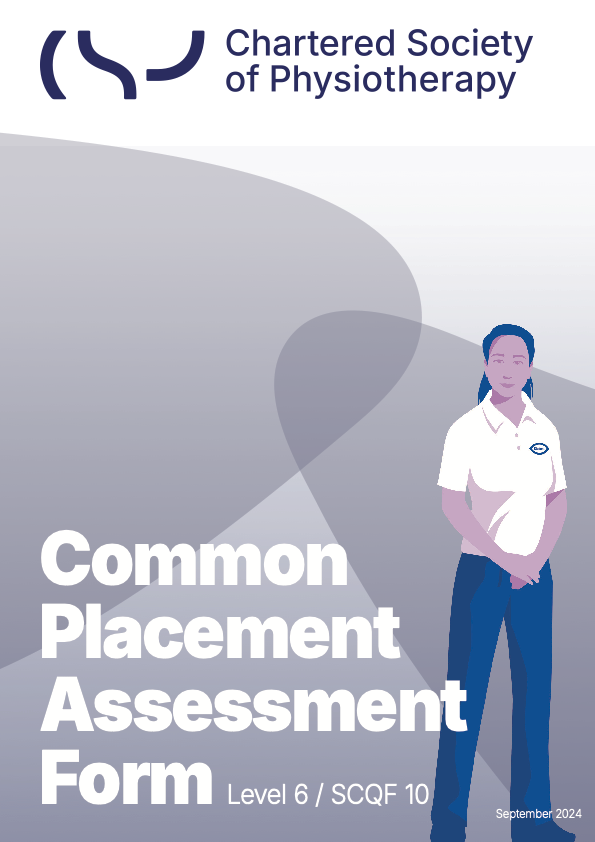 Chartered Society
of Physiotherapy
Common
Placement
Assessment
Form Level 6 / SCQF 10
September 2024